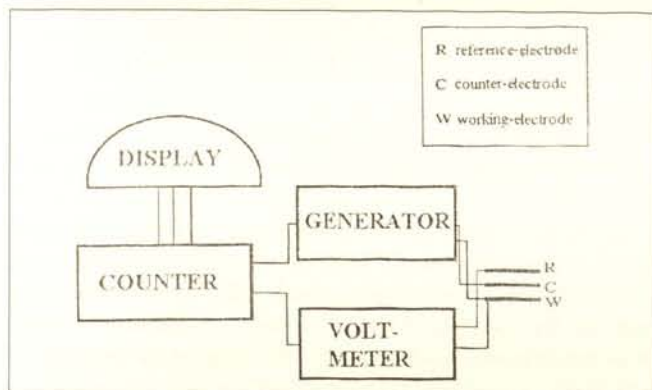 R reference-electrode
C counter-electrode
W working-electrode
DISPLAY
GENERATOR
COUNTER
R
C
W
VOLT-
METER